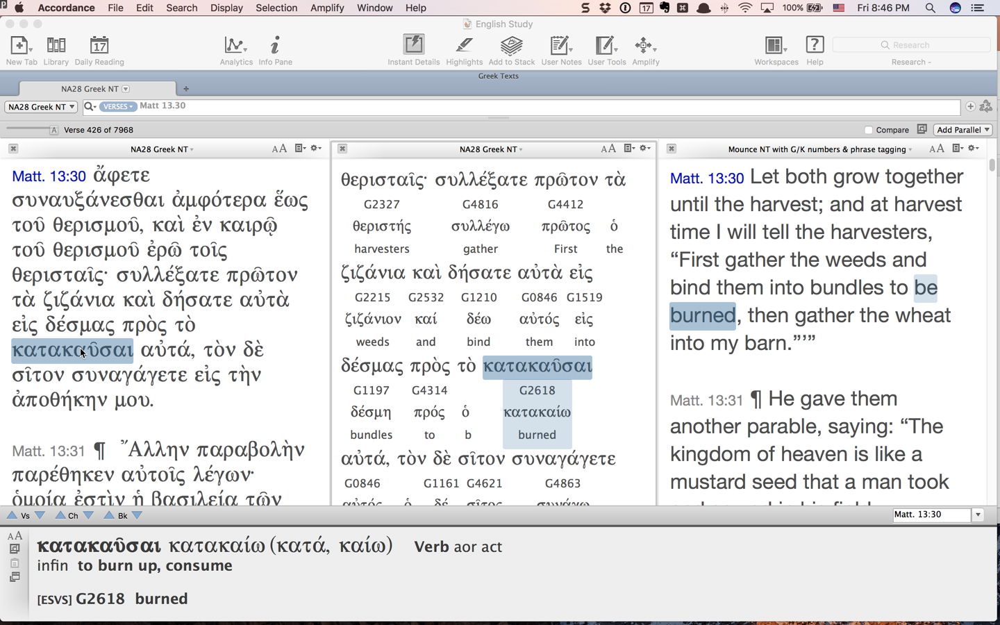 Accordance File Edit Search Display Selection Amplify Window Help 17 100% Fri 8:46 PM
English Study
17
New Tab Library Daily Reading Analytics Info Pane Instant Details Highlights Add to Stack User Notes User Tools Amplify Workspaces Help Research
Research
Greek Texts
NA28 Greek NT
NA28 Greek NT VERSES Matt 13.30
A Verse 426 of 7968 Compare Add Parallel
NA28 Greek NT AA
Matt. 13:30 ἄφετε
συναυξάνεσθαι ἀμφότερα ἕως
τοῦ θερισμοῦ, καὶ ἐν καιρῷ
τοῦ θερισμοῦ ἐρῶ τοῖς
θερισταῖς· συλλέξατε πρῶτον
τὰ ζιζάνια καὶ δήσατε αὐτὰ
εἰς δέσμας πρὸς τὸ
κατακαῦσαι αὐτά, τὸν δὲ
σῖτον συναγάγετε εἰς τὴν
ἀποθήκην μου.
Matt. 13:31 ¶ Ἄλλην παραβολὴν
παρέθηκεν αὐτοῖς λέγων·
ὁμοία ἐστὶν ἡ βασιλεία τῶν
NA28 Greek NT AA
θερισταῖς· συλλέξατε πρῶτον τὰ
G2327 G4816 G4412
θεριστής συλλέγω πρῶτος ὁ
harvesters gather First the
ζιζάνια καὶ δήσατε αὐτὰ εἰς
G2215 G2532 G1210 G0846 G1519
ζιζάνιον καί δέω αὐτός εἰς
weeds and bind them into
δέσμας πρὸς τὸ κατακαῦσαι
G1197 G4314 G2618
δέσμη πρός ὁ κατακαίω
bundles to b burned
αὐτά, τὸν δὲ σῖτον συναγάγετε
G0846 G1161 G4621 G4863
αὐτός ὁ δέ σῖτος συνάγω
Mounce NT with G/K numbers & phrase tagging AA
Matt. 13:30 Let both grow together
until the harvest; and at harvest
time I will tell the harvesters,
“First gather the weeds and
bind them into bundles to be
burned, then gather the wheat
into my barn.”’”
Matt. 13:31 ¶ He gave them
another parable, saying: “The
kingdom of heaven is like a
mustard seed that a man took
Vs Ch Bk Matt. 13:30
AA
κατακαῦσαι κατακαίω (κατά, καίω) Verb aor act
infin to burn up, consume
[ESVS] G2618 burned